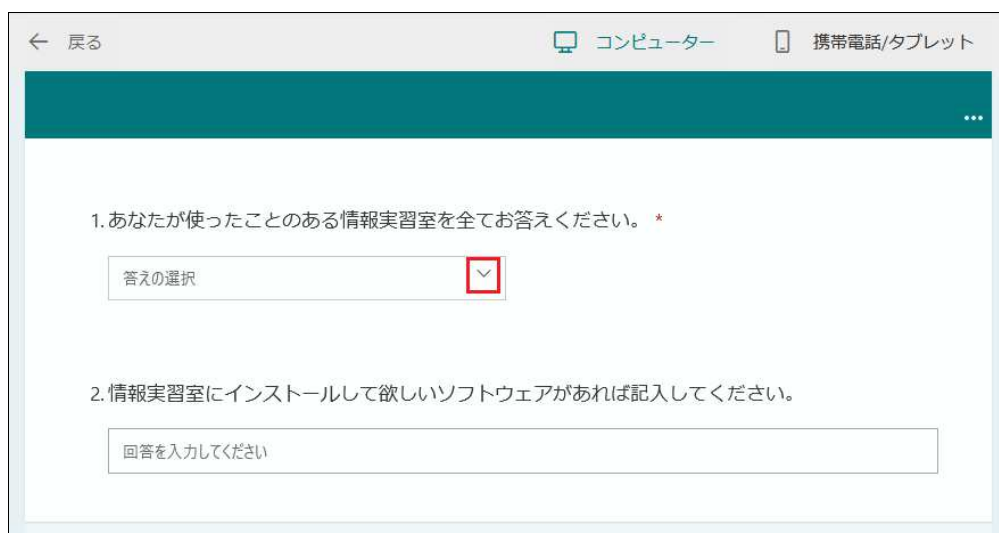 戻る コンピューター 携帯電話/タブレット
...
1. あなたが使ったことのある情報実習室を全てお答えください。 *
答えの選択
2. 情報実習室にインストールして欲しいソフトウェアがあれば記入してください。
回答を入力してください